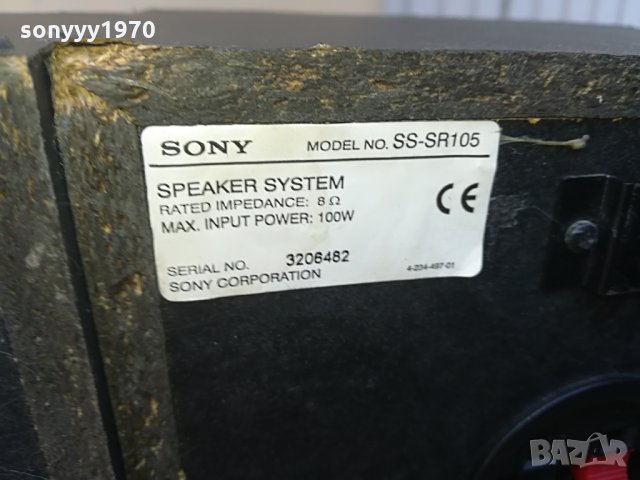 sonyyy1970
SONY MODEL NO. SS-SR105
SPEAKER SYSTEM
RATED IMPEDANCE: 8 Ω
MAX. INPUT POWER: 100W
CE
SERIAL NO. 3206482
SONY CORPORATION 4-234-497-01
BAZAR